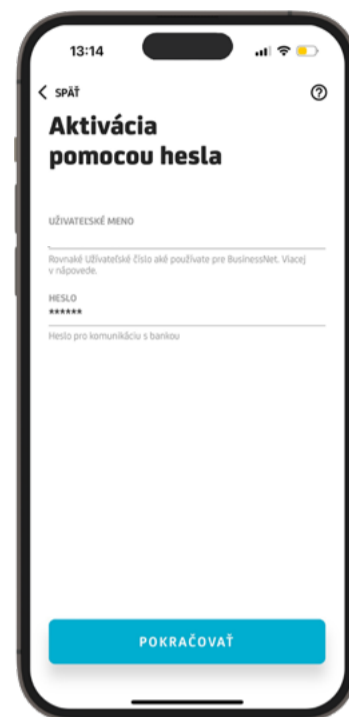 13:14
SPÄŤ
Aktivácia
pomocou hesla
UŽIVATEĽSKÉ MENO
Rovnaké Užívateľské číslo aké používate pre BusinessNet. Viacej
v nápovede.
HESLO
******
Heslo pro komunikáciu s bankou
POKRAČOVAŤ